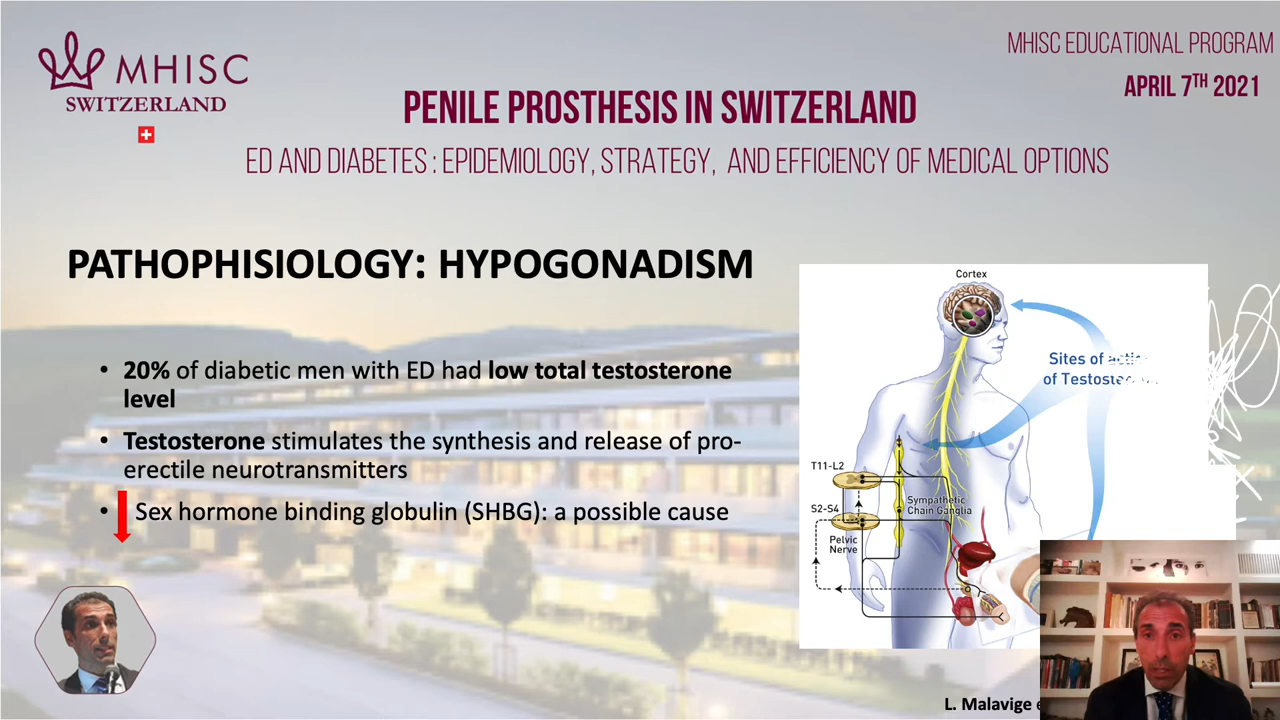 MHISC
SWITZERLAND
MHISC EDUCATIONAL PROGRAM
APRIL 7TH 2021
PENILE PROSTHESIS IN SWITZERLAND
ED AND DIABETES : EPIDEMIOLOGY, STRATEGY, AND EFFICIENCY OF MEDICAL OPTIONS
PATHOPHISIOLOGY: HYPOGONADISM
• 20% of diabetic men with ED had low total testosterone
level
• Testosterone stimulates the synthesis and release of pro-
erectile neurotransmitters
• Sex hormone binding globulin (SHBG): a possible cause
Cortex
Sites of
of
T11-L2
S2-S4
Sympathetic
Chain Ganglia
Pelvic
Nerve
L. Malavige